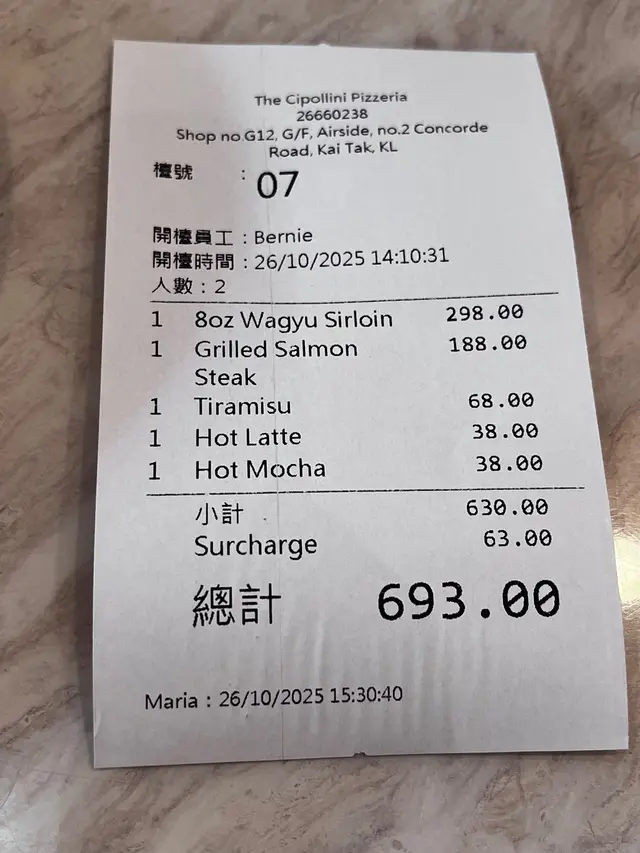 The Cipollini Pizzeria
26660238
Shop no G12, G/F, Airside, no.2 Concorde
Road, Kai Tak, KL
檯號 : 07
開檯員工 : Bernie
開檯時間 : 26/10/2025 14:10:31
人數 : 2
1 8oz Wagyu Sirloin 298.00
1 Grilled Salmon 188.00
Steak
1 Tiramisu 68.00
1 Hot Latte 38.00
1 Hot Mocha 38.00
小計 630.00
Surcharge 63.00
總計 693.00
Maria : 26/10/2025 15:30:40